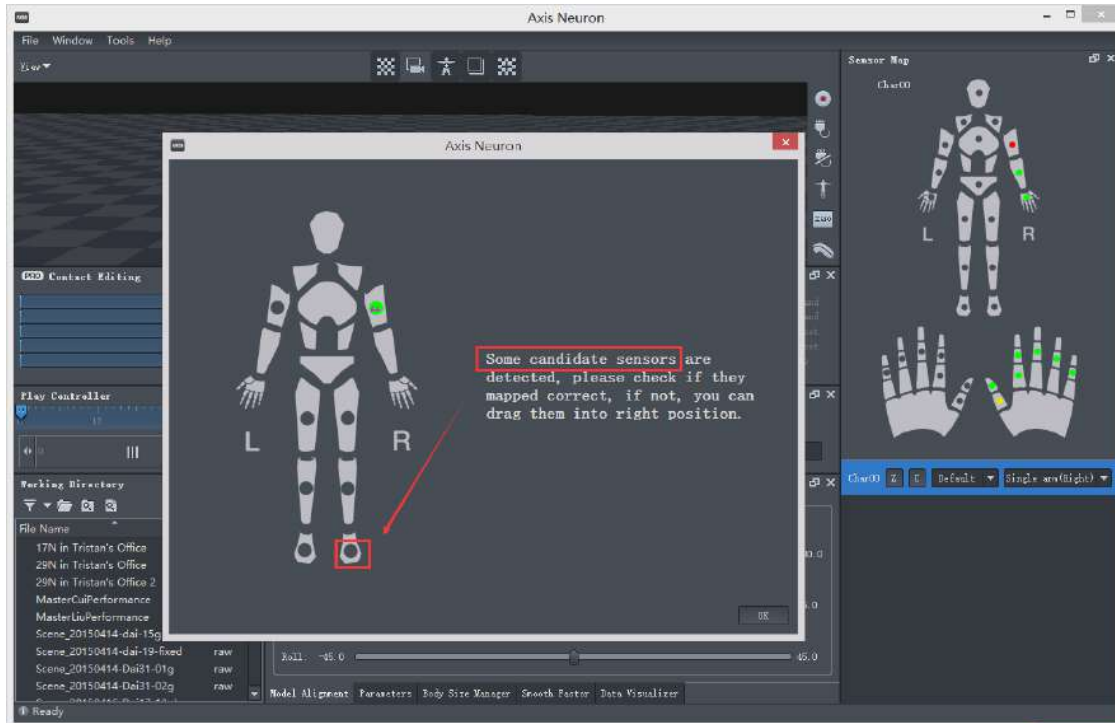 Axis Neuron
File Window Tools Help
View
Sensor Map
Char00
L R
Axis Neuron
Some candidate sensors are
detected, please check if they
mapped correct, if not, you can
drag them into right position.
L R
OK
PRO Contact Editing
Play Controller
Working Directory
File Name
17N in Tristan's Office
29N in Tristan's Office
29N in Tristan's Office 2
MasterCuiPerformance
MasterLiuPerformance
Scene_20150414-dai-15g
Scene_20150414-dai-19-fixed raw
Scene_20150414-Dai31-01g raw
Scene_20150414-Dai31-02g raw
Roll: -45.0 45.0
Model Alignment Parameters Body Size Manager Smooth Factor Data Visualizer
Char00 Z C Default Single arm(Right)
Ready